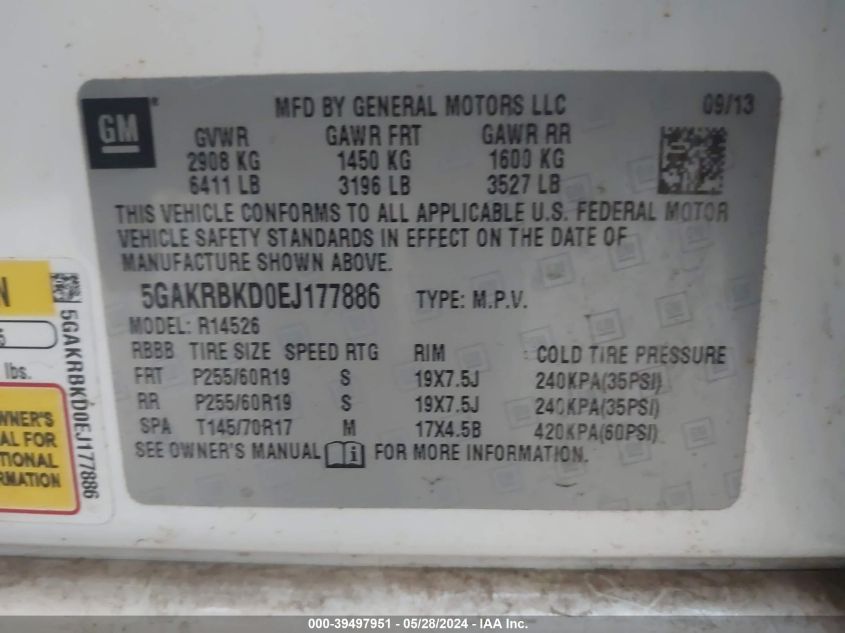 GM
MFD BY GENERAL MOTORS LLC 09/13
GVWR GAWR FRT GAWR RR
2908 KG 1450 KG 1600 KG
6411 LB 3196 LB 3527 LB
THIS VEHICLE CONFORMS TO ALL APPLICABLE U.S. FEDERAL MOTOR
VEHICLE SAFETY STANDARDS IN EFFECT ON THE DATE OF
MANUFACTURE SHOWN ABOVE.
5GAKRBKD0EJ177886 TYPE: M.P.V.
MODEL: R14526
RBBB TIRE SIZE SPEED RTG RIM COLD TIRE PRESSURE
FRT P255/60R19 S 19X7.5J 240KPA(35PSI)
RR P255/60R19 S 19X7.5J 240KPA(35PSI)
SPA T145/70R17 M 17X4.5B 420KPA(60PSI)
SEE OWNER'S MANUAL FOR MORE INFORMATION.
N
5
lbs.
WNER'S
AL FOR
TIONAL
RMATION
5GAKRBKD0EJ177886
000-39497951 / 05/28/2024 - IAA Inc.